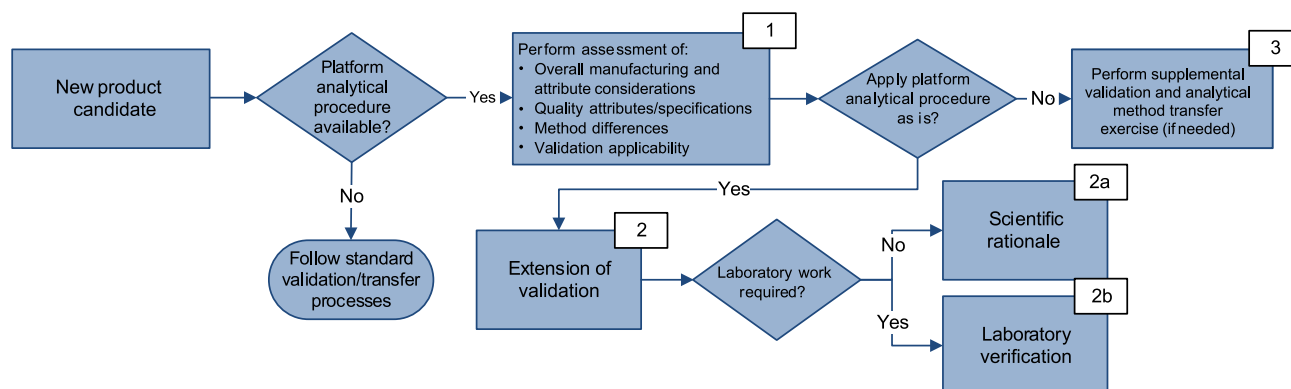 New product
candidate
Platform
analytical
procedure
available?
Yes
No
Follow standard
validation/transfer
processes
1
Perform assessment of:
• Overall manufacturing and
attribute considerations
• Quality attributes/specifications
• Method differences
• Validation applicability
Apply platform
analytical procedure
as is?
No
3
Perform supplemental
validation and analytical
method transfer
exercise (if needed)
Yes
2
Extension of
validation
Laboratory work
required?
No
2a
Scientific
rationale
Yes
2b
Laboratory
verification